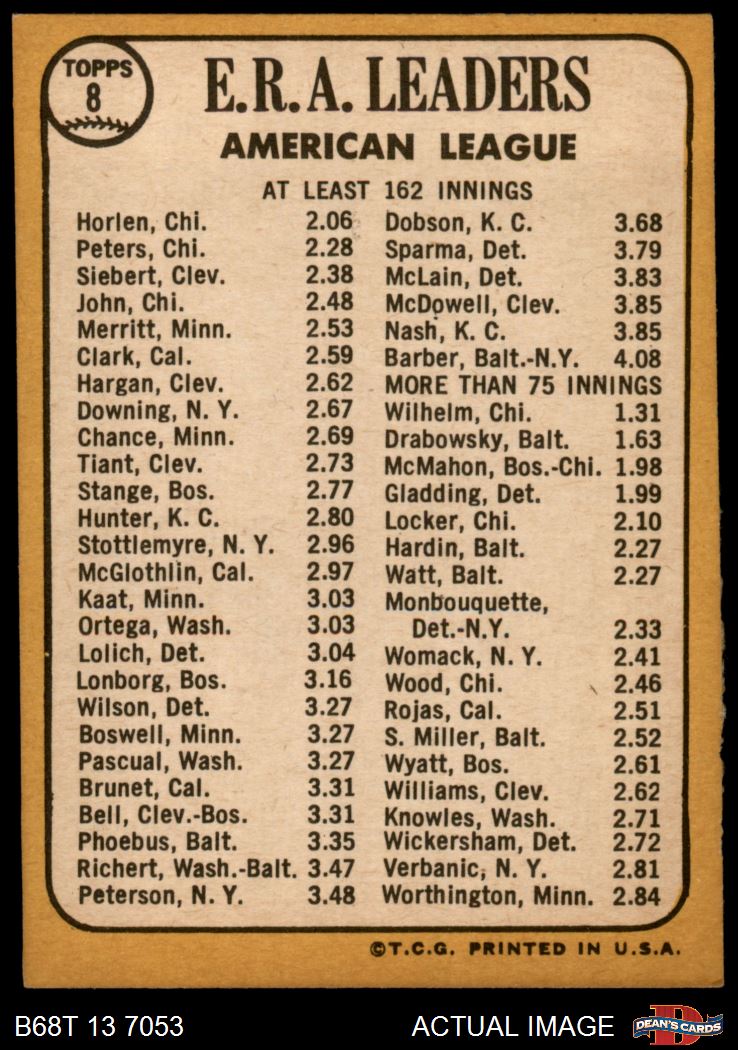 TOPPS
8
E.R.A. LEADERS
AMERICAN LEAGUE
AT LEAST 162 INNINGS
Horlen, Chi. 2.06
Peters, Chi. 2.28
Siebert, Clev. 2.38
John, Chi. 2.48
Merritt, Minn. 2.53
Clark, Cal. 2.59
Hargan, Clev. 2.62
Downing, N. Y. 2.67
Chance, Minn. 2.69
Tiant, Clev. 2.73
Stange, Bos. 2.77
Hunter, K. C. 2.80
Stottlemyre, N. Y. 2.96
McGlothlin, Cal. 2.97
Kaat, Minn. 3.03
Ortega, Wash. 3.03
Lolich, Det. 3.04
Lonborg, Bos. 3.16
Wilson, Det. 3.27
Boswell, Minn. 3.27
Pascual, Wash. 3.27
Brunet, Cal. 3.31
Bell, Clev.-Bos. 3.31
Phoebus, Balt. 3.35
Richert, Wash.-Balt. 3.47
Peterson, N. Y. 3.48
Dobson, K. C. 3.68
Sparma, Det. 3.79
McLain, Det. 3.83
McDowell, Clev. 3.85
Nash, K. C. 3.85
Barber, Balt.-N.Y. 4.08
MORE THAN 75 INNINGS
Wilhelm, Chi. 1.31
Drabowsky, Balt. 1.63
McMahon, Bos.-Chi. 1.98
Gladding, Det. 1.99
Locker, Chi. 2.10
Hardin, Balt. 2.27
Watt, Balt. 2.27
Monbouquette,
Det.-N.Y. 2.33
Womack, N. Y. 2.41
Wood, Chi. 2.46
Rojas, Cal. 2.51
S. Miller, Balt. 2.52
Wyatt, Bos. 2.61
Williams, Clev. 2.62
Knowles, Wash. 2.71
Wickersham, Det. 2.72
Verbanic, N. Y. 2.81
Worthington, Minn. 2.84
©T.C.G. PRINTED IN U.S.A.
B68T 13 7053
ACTUAL IMAGE
DEAN'S CARDS